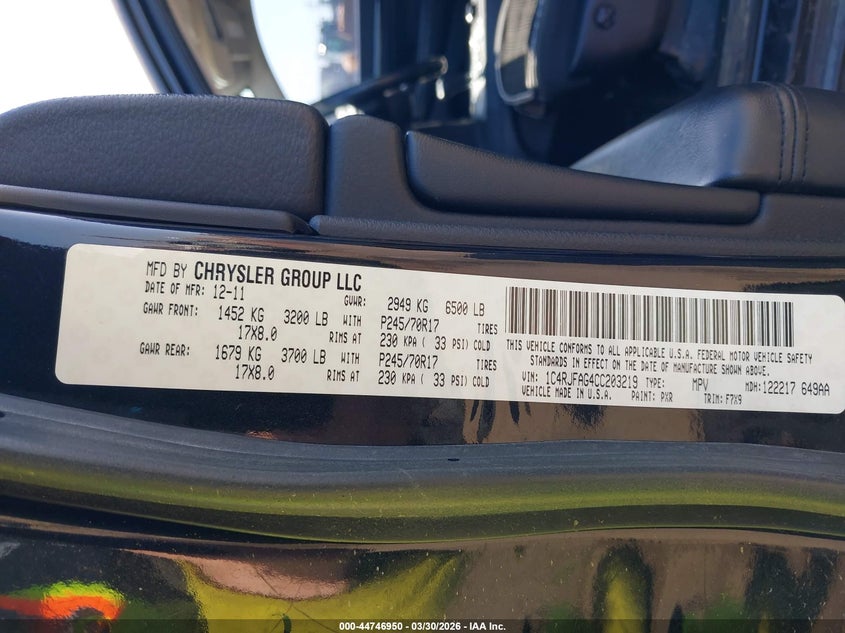 MFD BY CHRYSLER GROUP LLC
DATE OF MFR: 12-11 GVWR: 2949 KG 6500 LB
GAWR FRONT: 1452 KG 3200 LB WITH P245/70R17 TIRES
17X8.0 RIMS AT 230 KPA ( 33 PSI) COLD
GAWR REAR: 1679 KG 3700 LB WITH P245/70R17 TIRES
17X8.0 RIMS AT 230 KPA ( 33 PSI) COLD
THIS VEHICLE CONFORMS TO ALL APPLICABLE U.S.A. FEDERAL MOTOR VEHICLE SAFETY
STANDARDS IN EFFECT ON THE DATE OF MANUFACTURE SHOWN ABOVE.
VIN: 1C4RJFAG4CC203219 TYPE: MPV MDH:122217 649AA
VEHICLE MADE IN U.S.A. PAINT: PXR TRIM: F7X9
000-44746950 - 03/30/2026 - IAA Inc.